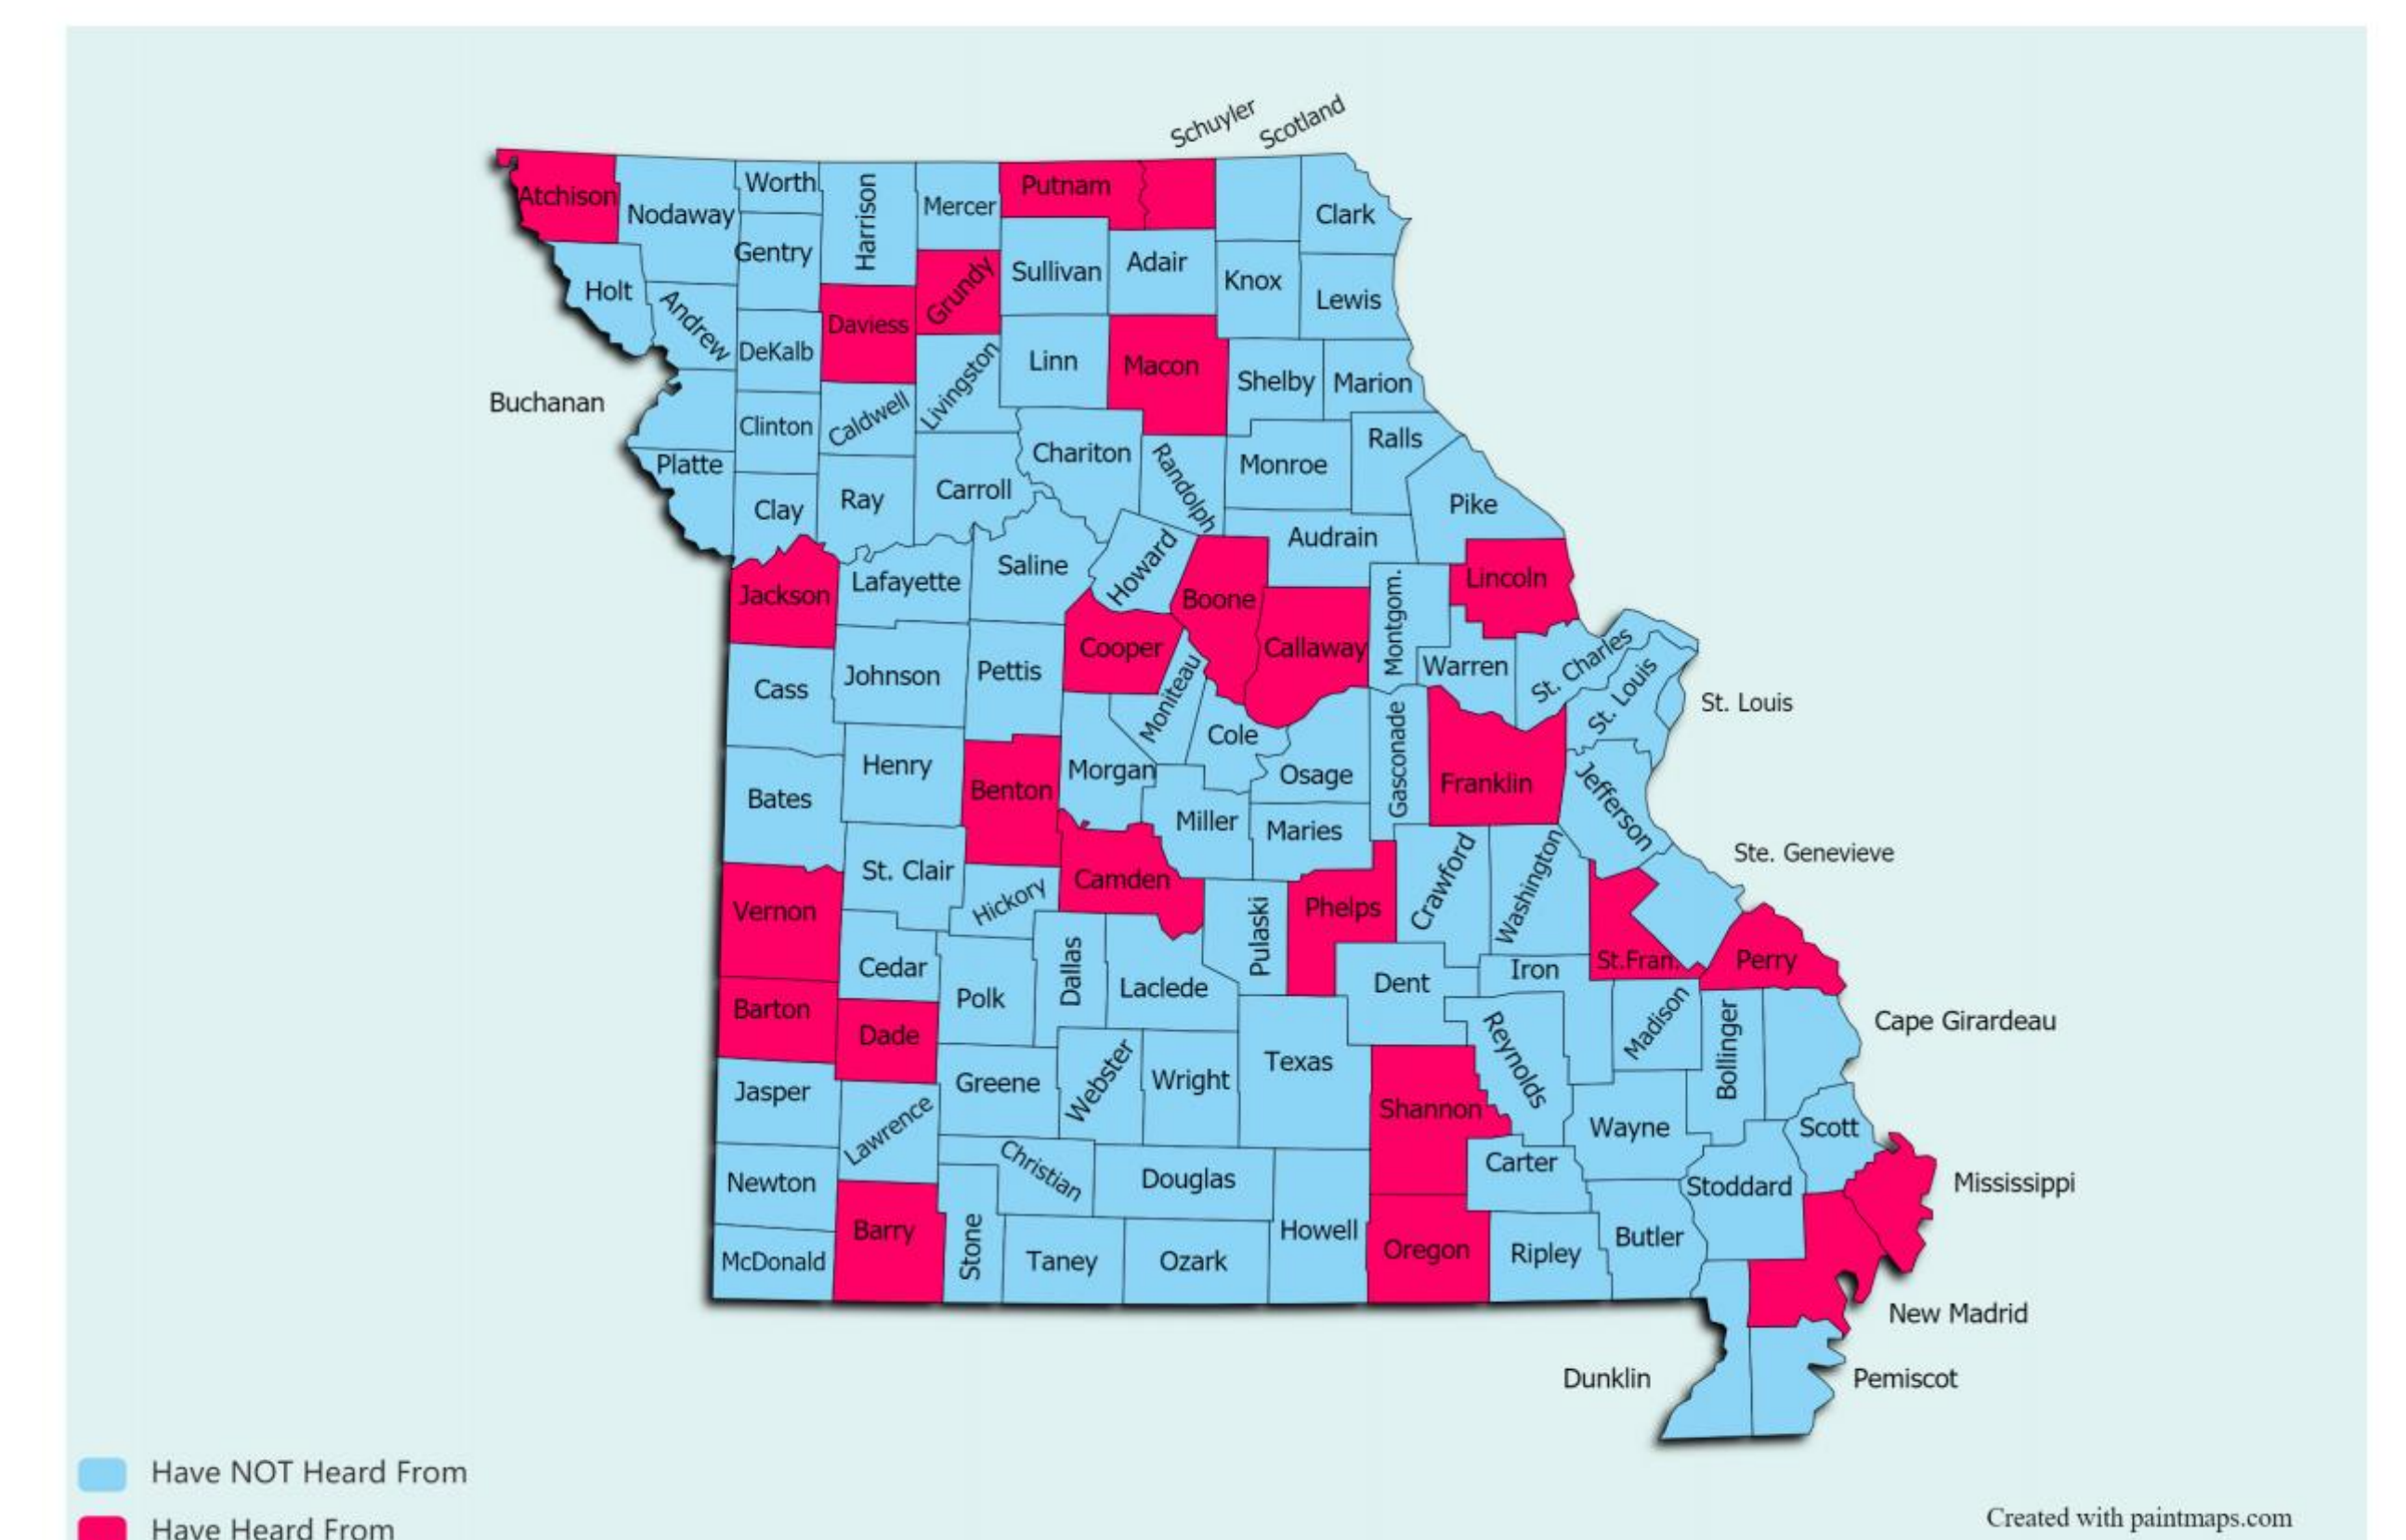 Schuyler
Scotland
Atchison
Nodaway
Worth
Harrison
Mercer
Putnam
Clark
Gentry
Grundy
Sullivan
Adair
Knox
Lewis
Holt
Andrew
DeKalb
Daviess
Livingston
Linn
Macon
Shelby
Marion
Buchanan
Clinton
Caldwell
Chariton
Randolph
Monroe
Ralls
Platte
Clay
Ray
Carroll
Pike
Audrain
Jackson
Lafayette
Saline
Howard
Boone
Callaway
Montgom.
Lincoln
Cooper
Moniteau
Warren
St. Charles
St. Louis
St. Louis
Cass
Johnson
Pettis
Cole
Gasconade
Henry
Benton
Morgan
Osage
Franklin
Jefferson
Bates
Miller
Maries
Ste. Genevieve
St. Clair
Hickory
Camden
Pulaski
Phelps
Crawford
Washington
Vernon
Cedar
Polk
Dallas
Laclede
Dent
Iron
St.Fran.
Perry
Barton
Dade
Madison
Bollinger
Cape Girardeau
Jasper
Lawrence
Greene
Webster
Wright
Texas
Shannon
Reynolds
Wayne
Scott
Newton
Christian
Douglas
Carter
Stoddard
Mississippi
McDonald
Barry
Stone
Taney
Ozark
Howell
Oregon
Ripley
Butler
New Madrid
Dunklin
Pemiscot
Have NOT Heard From
Have Heard From
Created with paintmaps.com